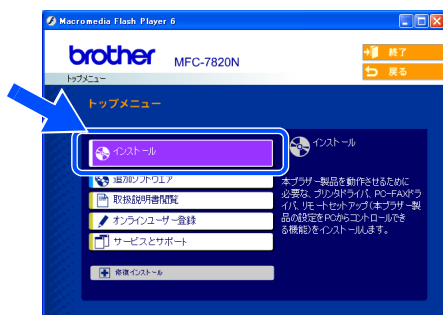 Macromedia Flash Player 6
brother
MFC-7820N
終了
戻る
トップメニュー
トップメニュー
インストール
追加ソフトウエア
取扱説明書閲覧
オンラインユーザー登録
サービスとサポート
修復インストール
インストール
本ブラザー製品を動作させるために
必要な、プリンタドライバ、PC-FAXドラ
イバ、リモートセットアップ(本ブラザー製
品の設定をPCからコントロールでき
る機能)をインストールします。